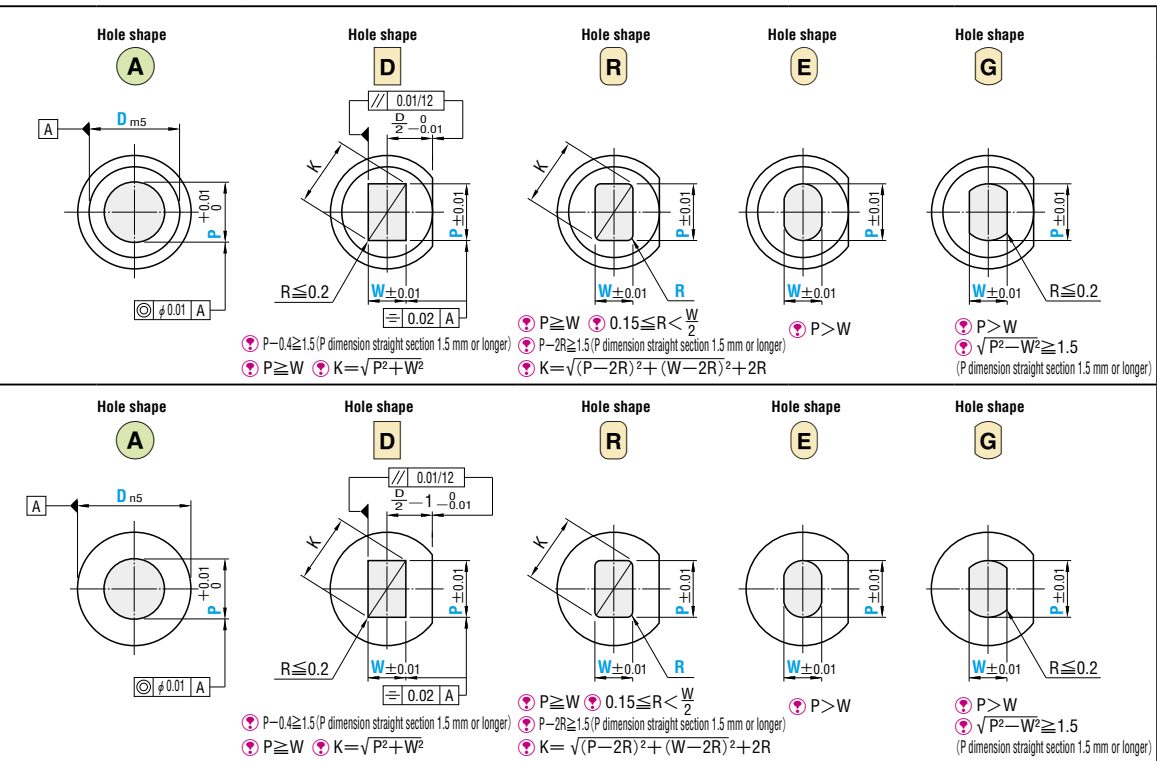 Hole shape Hole shape Hole shape Hole shape Hole shape
A D R E G
// 0.01/12
A D m5 D/2 0 −0.01
K K
P +0.01 0 P±0.01 P±0.01 P±0.01 P±0.01
R≦0.2 W±0.01 W±0.01 R W±0.01 W±0.01 R≦0.2
◎ φ0.01 A ⌯ 0.02 A
P≧W 0.15≦R<W/2 P>W P>W
P−0.4≧1.5(P dimension straight section 1.5 mm or longer) P−2R≧1.5(P dimension straight section 1.5 mm or longer) √P²−W²≧1.5
P≧W K=√P²+W² K=√(P−2R)²+(W−2R)²+2R (P dimension straight section 1.5 mm or longer)
Hole shape Hole shape Hole shape Hole shape Hole shape
A D R E G
// 0.01/12
A D n5 D/2−1 0 −0.01
K K
P +0.01 0 P±0.01 P±0.01 P±0.01 P±0.01
R≦0.2 W±0.01 W±0.01 R W±0.01 W±0.01 R≦0.2
◎ φ0.01 A ⌯ 0.02 A
P≧W 0.15≦R<W/2 P>W P>W
P−0.4≧1.5(P dimension straight section 1.5 mm or longer) P−2R≧1.5(P dimension straight section 1.5 mm or longer) √P²−W²≧1.5
P≧W K=√P²+W² K=√(P−2R)²+(W−2R)²+2R (P dimension straight section 1.5 mm or longer)